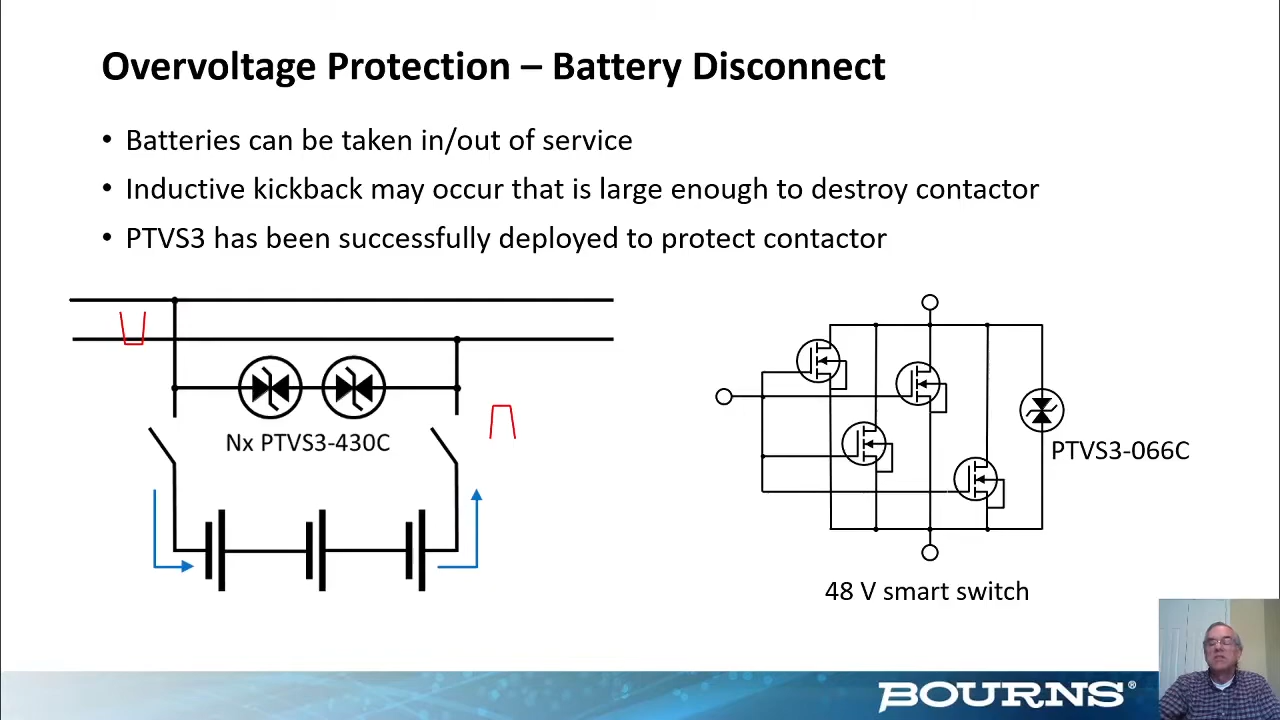 Overvoltage Protection – Battery Disconnect
• Batteries can be taken in/out of service
• Inductive kickback may occur that is large enough to destroy contactor
• PTVS3 has been successfully deployed to protect contactor
Nx PTVS3-430C
PTVS3-066C
48 V smart switch
BOURNS®